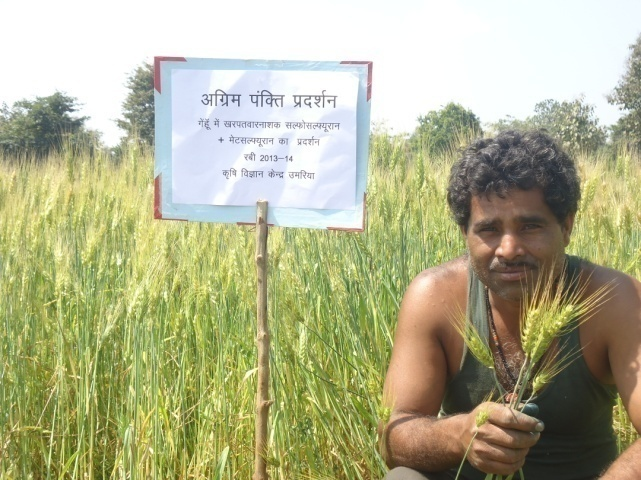 अग्रिम पंक्ति प्रदर्शन
गेहूँ में खरपतवारनाशक सल्फोसल्फ्यूरान
+ मेटसल्फ्यूरान का प्रदर्शन
रबी 2013-14
कृषि विज्ञान केन्द्र उमरिया